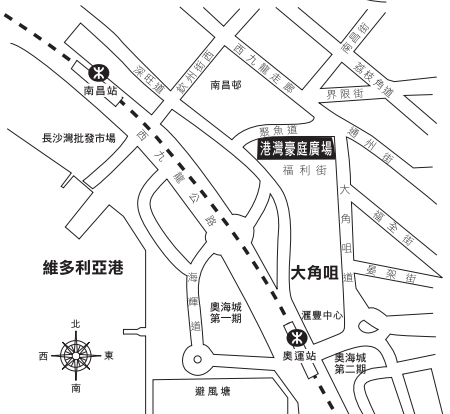 南昌站
深旺道
欽州街西
西九龍走廊
南昌邨
荔枝角道
界限街
長沙灣批發市場
西九龍公路
聚魚道
港灣豪庭廣場
福利街
通州街
大角咀道
福全街
晏架街
維多利亞港
大角咀
海輝道
奧海城
第一期
滙豐中心
奧運站
奧海城
第二期
避風塘
北
西
東
南